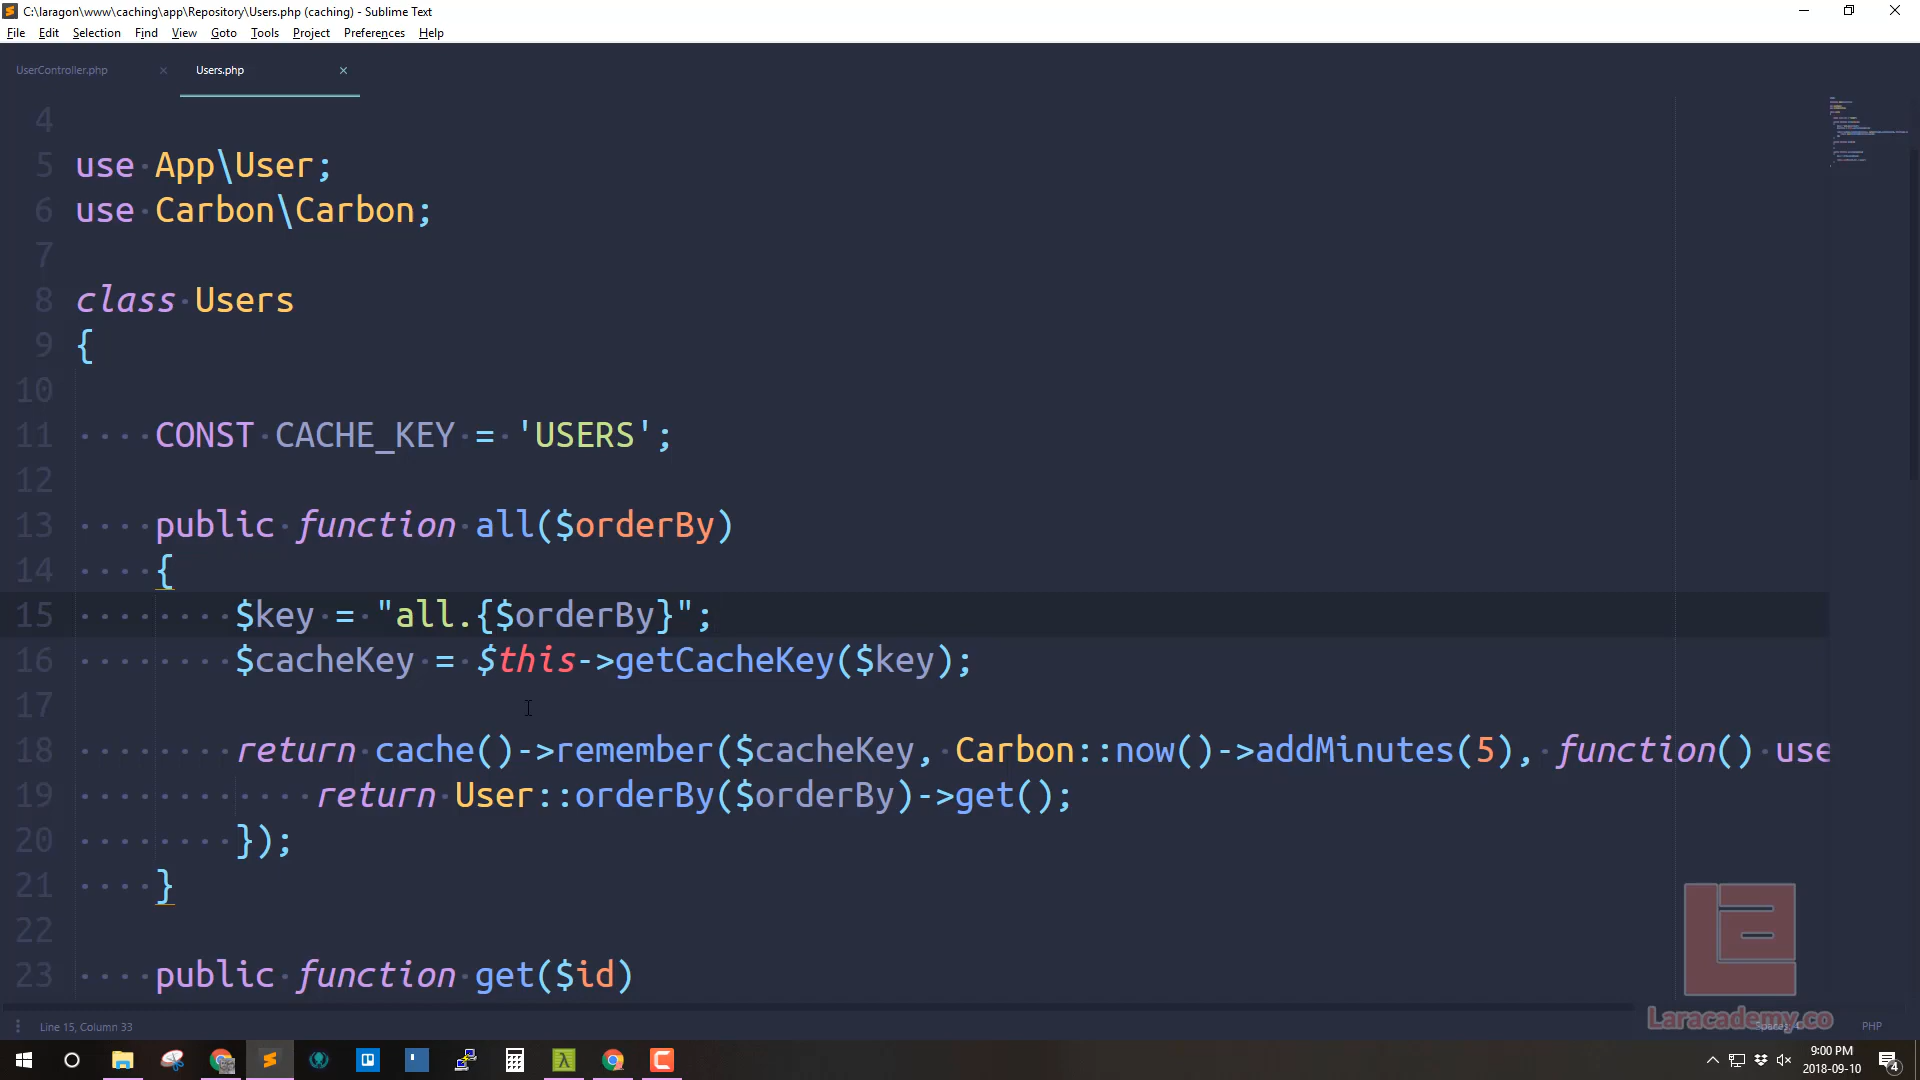 C:\laragon\www\caching\app\Repository\Users.php (caching) - Sublime Text
File Edit Selection Find View Goto Tools Project Preferences Help
UserController.php × Users.php ×
4
5 use App\User;
6 use Carbon\Carbon;
7
8 class Users
9 {
10
11 CONST CACHE_KEY = 'USERS';
12
13 public function all($orderBy)
14 {
15 $key = "all.{$orderBy}";
16 $cacheKey = $this->getCacheKey($key);
17
18 return cache()->remember($cacheKey, Carbon::now()->addMinutes(5), function() use
19 return User::orderBy($orderBy)->get();
20 });
21 }
22
23 public function get($id)
Laracademy.co
Line 15, Column 33
PHP
9:00 PM
2018-09-10
4